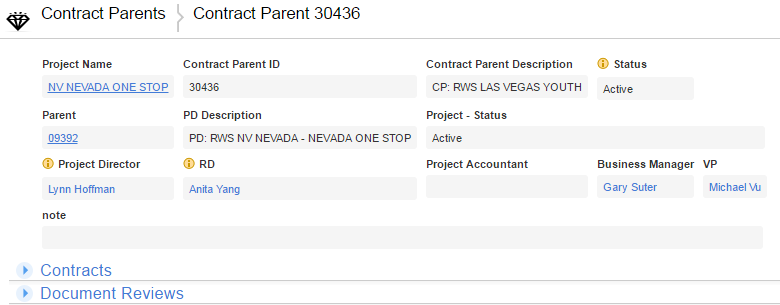 Contract Parents Contract Parent 30436
Project Name Contract Parent ID Contract Parent Description Status
NV NEVADA ONE STOP 30436 CP: RWS LAS VEGAS YOUTH Active
Parent PD Description Project - Status
09392 PD: RWS NV NEVADA - NEVADA ONE STOP Active
Project Director RD Project Accountant Business Manager VP
Lynn Hoffman Anita Yang Gary Suter Michael Vu
note
Contracts
Document Reviews